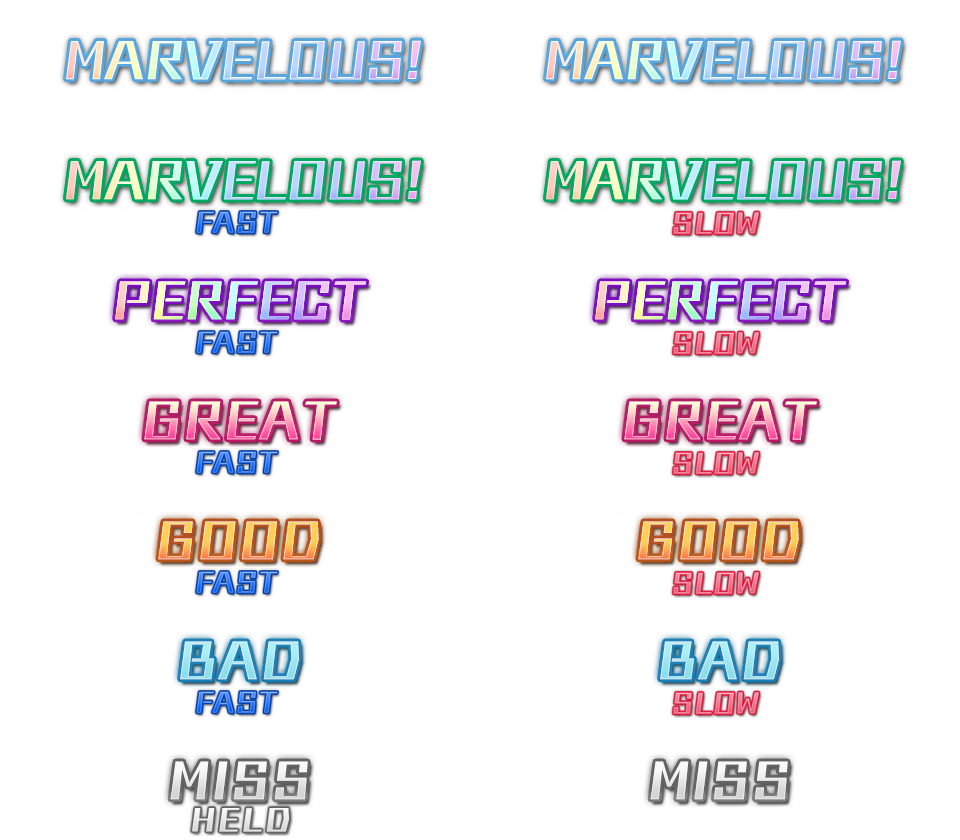 MARVELOUS! MARVELOUS!
MARVELOUS! MARVELOUS!
FAST SLOW
PERFECT PERFECT
FAST SLOW
GREAT GREAT
FAST SLOW
GOOD GOOD
FAST SLOW
BAD BAD
FAST SLOW
MISS MISS
HELD